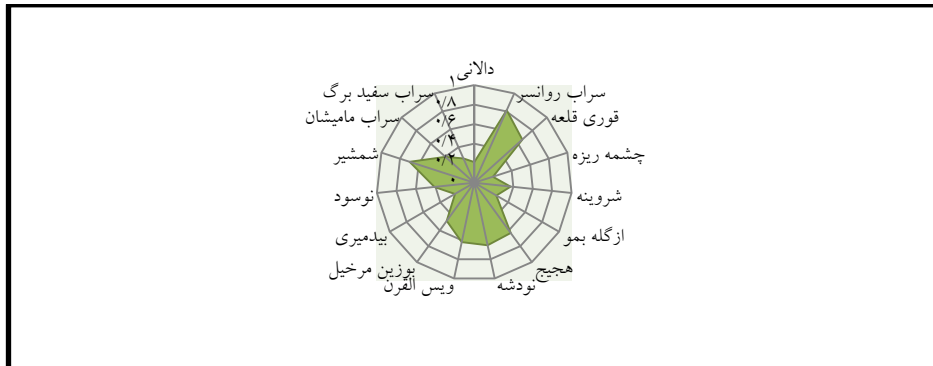 دالانی
سراب روانسر
قوری قلعه
چشمه ریزه
شروینه
ازگله بمو
هجیج
نودشه
ویس القرن
بوزین مرخیل
بیدمیری
نوسود
شمشیر
سراب مامیشان
سراب سفید برگ
۱
۰/۸
۰/۶
۰/۴
۰/۲
۰